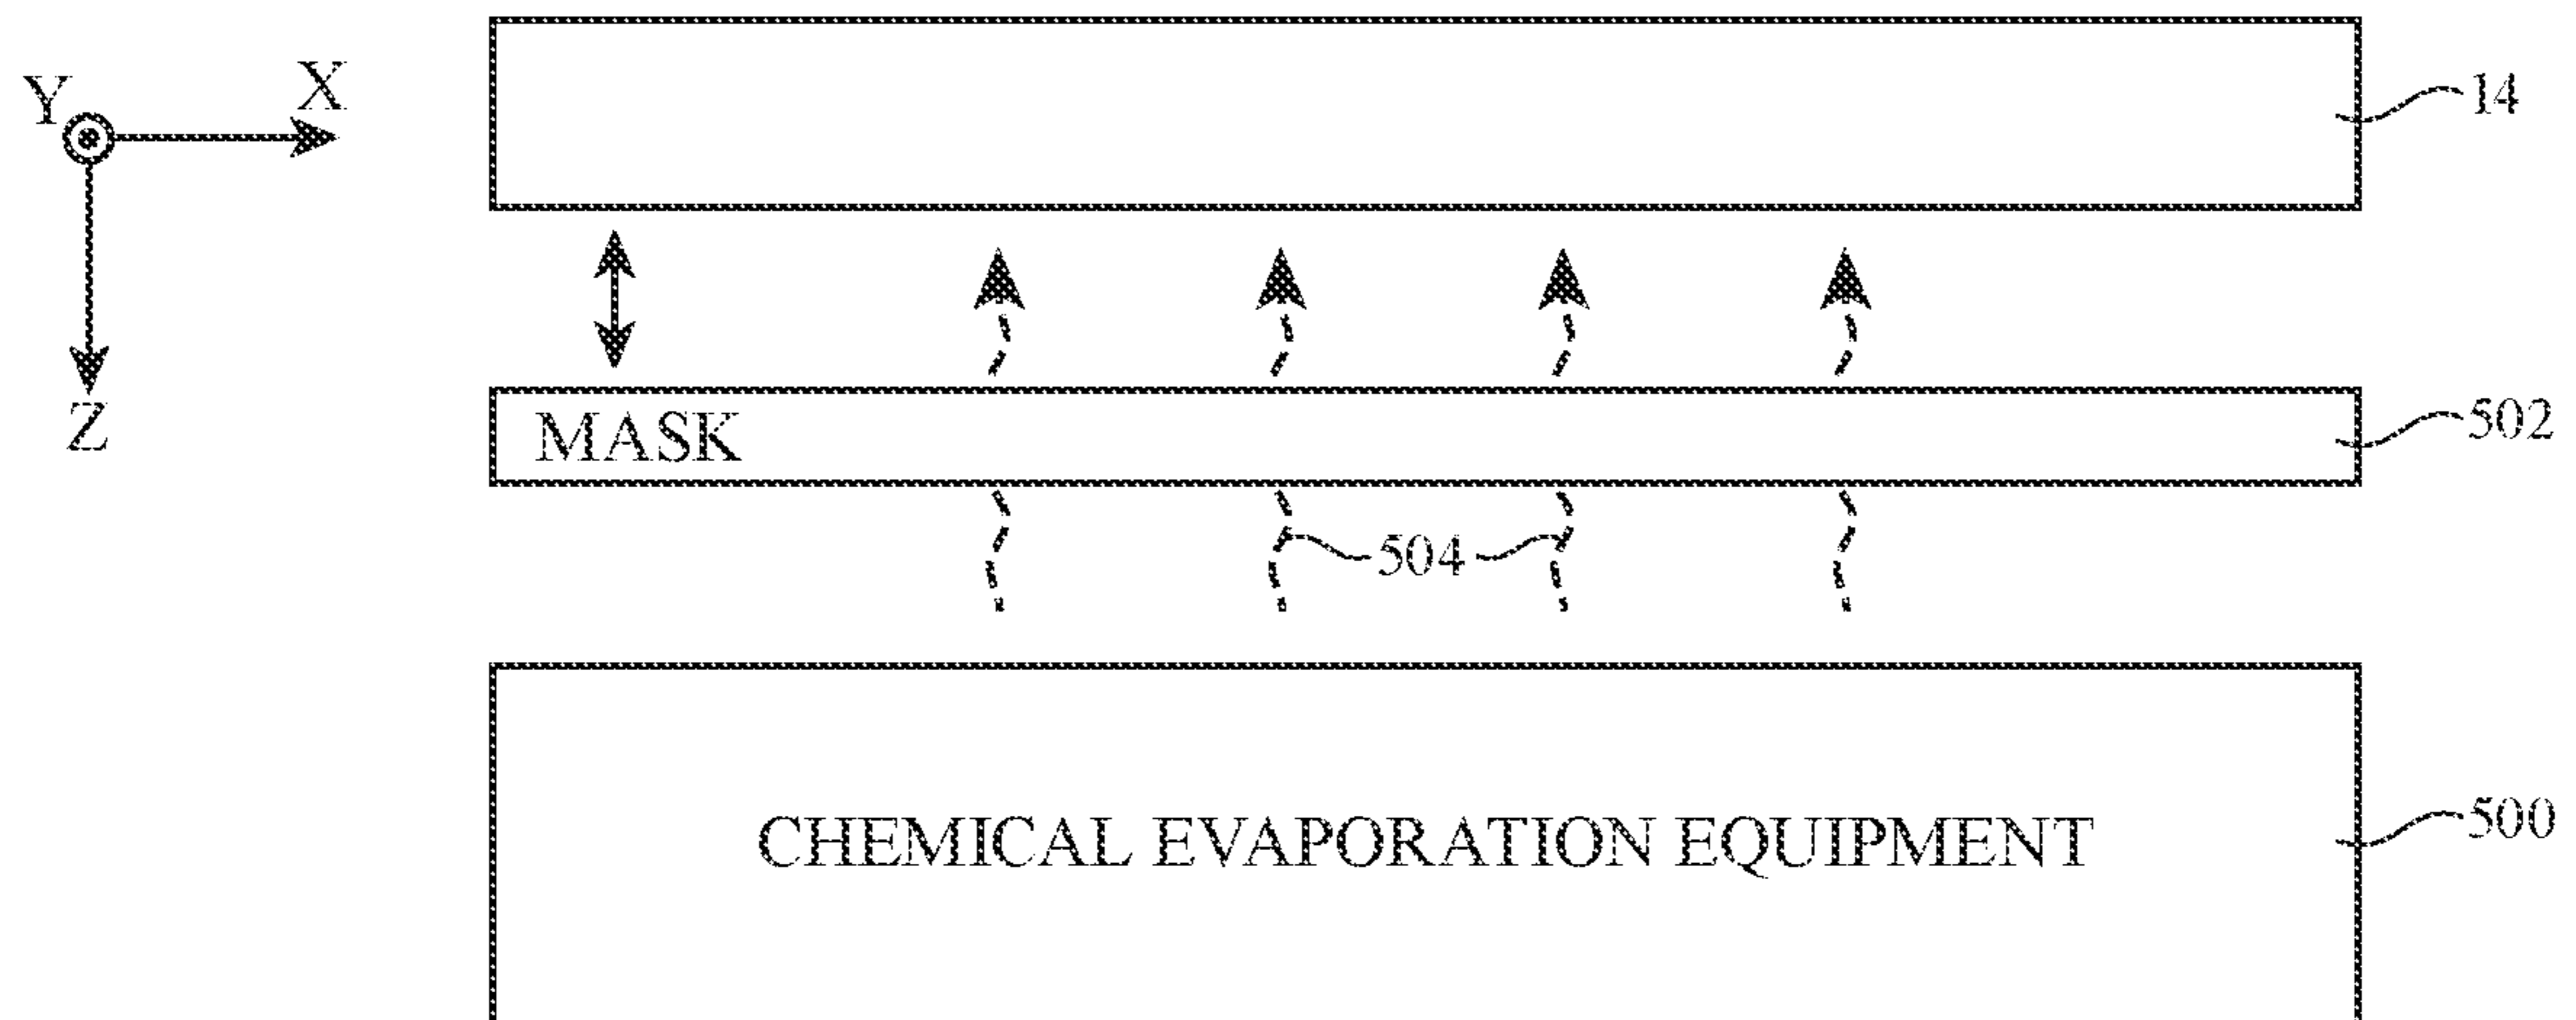 Y
X
14
Z
MASK
502
504
CHEMICAL EVAPORATION EQUIPMENT
500